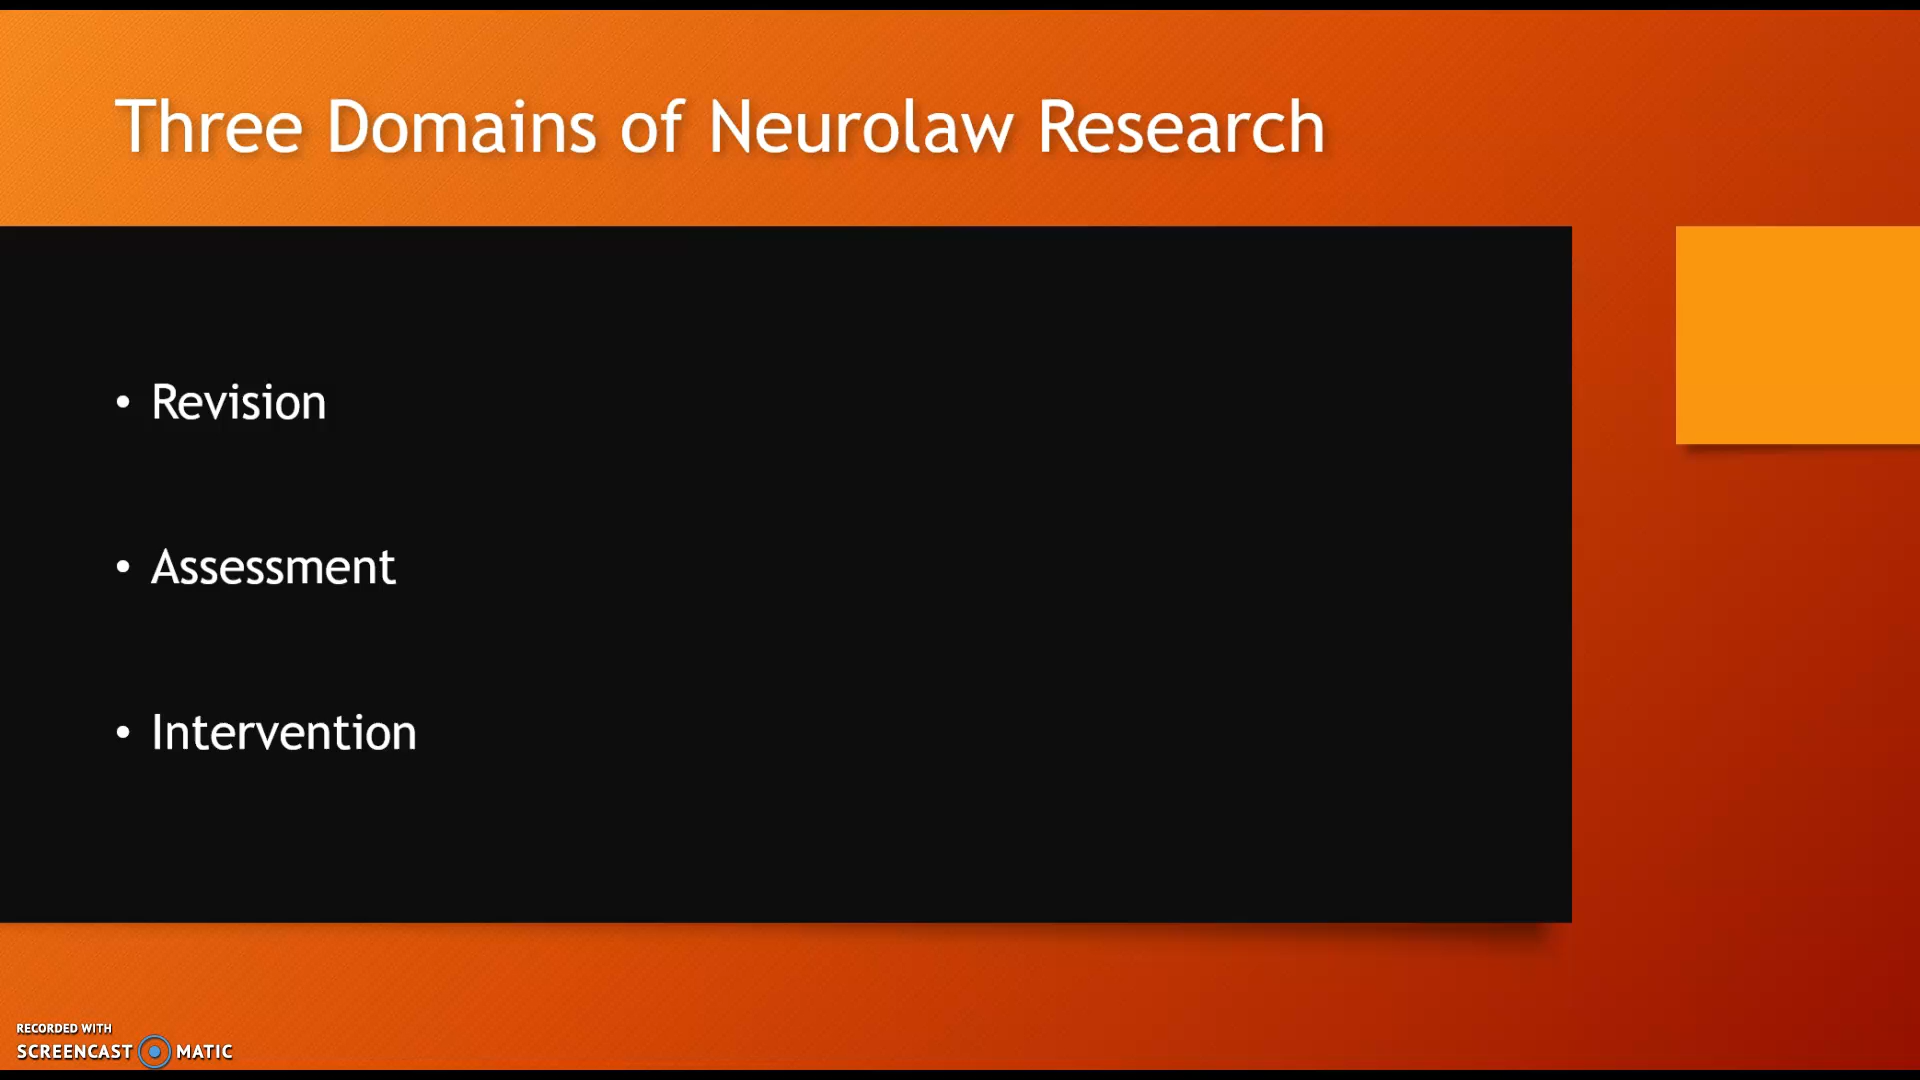 Three Domains of Neurolaw Research
• Revision
• Assessment
• Intervention
RECORDED WITH
SCREENCAST MATIC